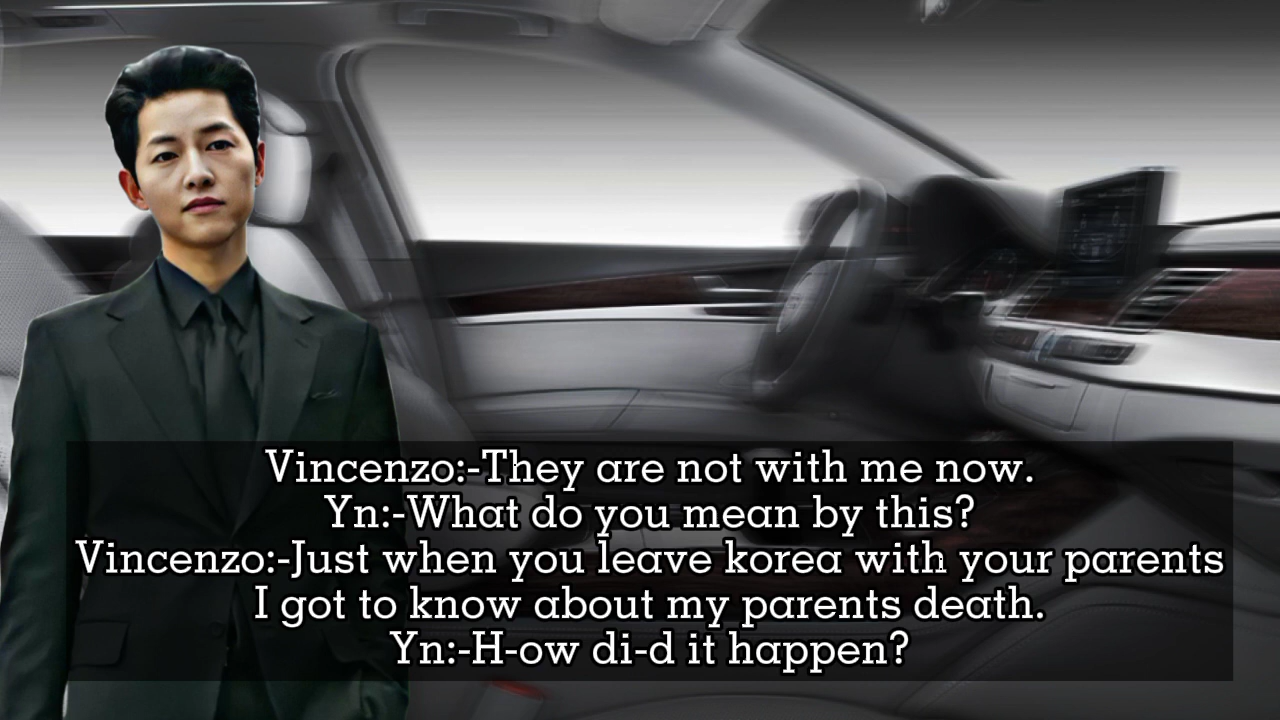 Vincenzo:-They are not with me now.
Yn:-What do you mean by this?
Vincenzo:-Just when you leave korea with your parents
I got to know about my parents death.
Yn:-H-ow di-d it happen?